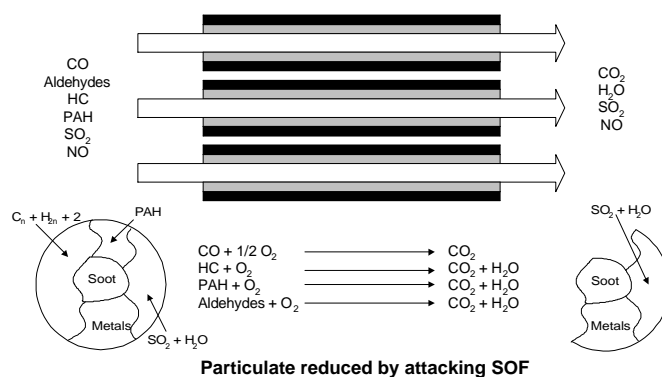 CO
Aldehydes
HC
PAH
SO₂
NO
CO₂
H₂O
SO₂
NO
Cₙ + H₂ₙ + 2
PAH
Soot
Metals
SO₂ + H₂O
CO + 1/2 O₂ CO₂
HC + O₂ CO₂ + H₂O
PAH + O₂ CO₂ + H₂O
Aldehydes + O₂ CO₂ + H₂O
SO₂ + H₂O
Soot
Metals
Particulate reduced by attacking SOF